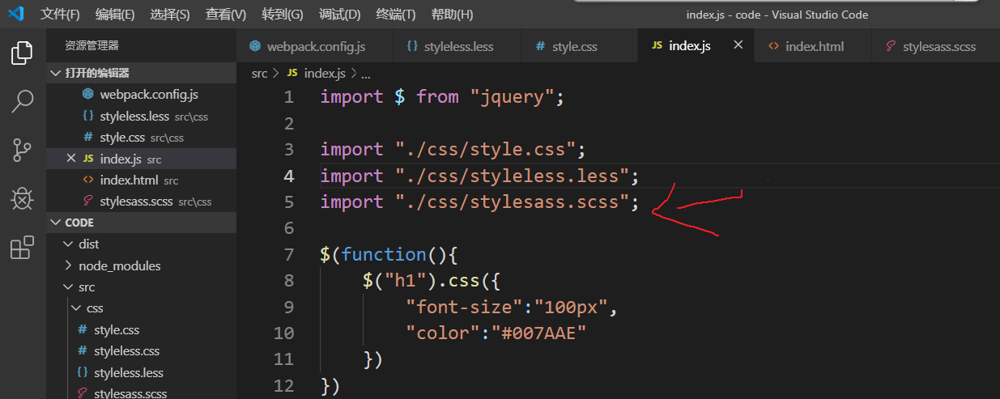 文件(F) 编辑(E) 选择(S) 查看(V) 转到(G) 调试(D) 终端(T) 帮助(H) index.js - code - Visual Studio Code
资源管理器
打开的编辑器
webpack.config.js
styleless.less src\css
style.css src\css
JS index.js src
index.html src
stylesass.scss src\css
CODE
dist
node_modules
src
css
style.css
styleless.css
styleless.less
stylesass.scss
webpack.config.js styleless.less style.css JS index.js index.html stylesass.scss
src > JS index.js > ...
1 import $ from "jquery";
2
3 import "./css/style.css";
4 import "./css/styleless.less";
5 import "./css/stylesass.scss";
6
7 $(function(){
8 $("h1").css({
9 "font-size":"100px",
10 "color":"#007AAE"
11 })
12 })